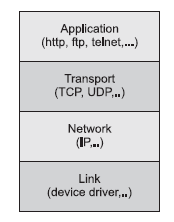 Application
(http, ftp, telnet,...)
Transport
(TCP, UDP,..)
Network
(IP,..)
Link
(device driver,..)